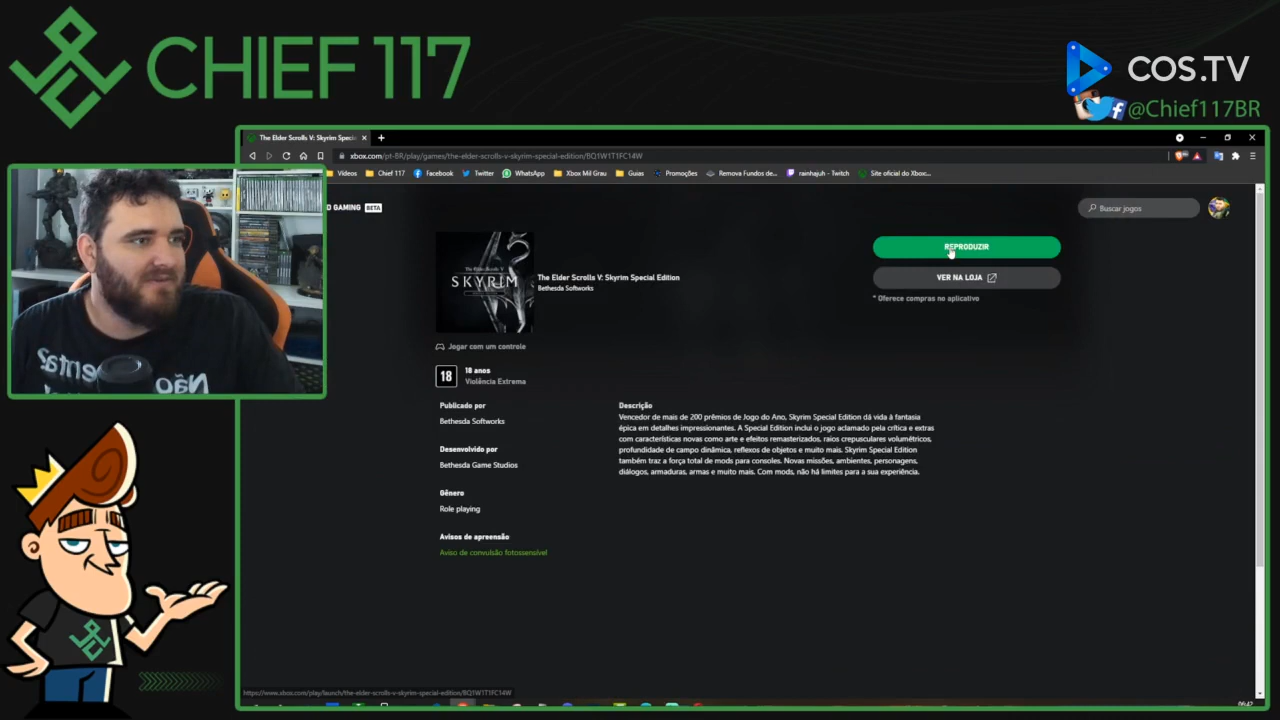 CHIEF 117
COS.TV
@Chief117BR
The Elder Scrolls V: Skyrim Speci
xbox.com/pt-BR/play/games/the-elder-scrolls-v-skyrim-special-edition/BQ1W1T1FC14W
Vídeos
Chief 117
Facebook
Twitter
WhatsApp
Xbox Mil Grau
Guias
Promoções
Remova Fundos de...
rainhajuh - Twitch
Site oficial do Xbox...
D GAMING BETA
Buscar jogos
The Elder Scrolls V
SKYRIM
REPRODUZIR
The Elder Scrolls V: Skyrim Special Edition
Bethesda Softworks
VER NA LOJA
* Oferece compras no aplicativo
Jogar com um controle
18
18 anos
Violência Extrema
Publicado por
Bethesda Softworks
Desenvolvido por
Bethesda Game Studios
Gênero
Role playing
Avisos de apreensão
Aviso de convulsão fotossensível
Descrição
Vencedor de mais de 200 prêmios de Jogo do Ano, Skyrim Special Edition dá vida à fantasia
épica em detalhes impressionantes. A Special Edition inclui o jogo aclamado pela crítica e extras
com características novas como arte e efeitos remasterizados, raios crepusculares volumétricos,
profundidade de campo dinâmica, reflexos de objetos e muito mais. Skyrim Special Edition
também traz a força total de mods para consoles. Novas missões, ambientes, personagens,
diálogos, armaduras, armas e muito mais. Com mods, não há limites para a sua experiência.
Não
https://www.xbox.com/play/launch/the-elder-scrolls-v-skyrim-special-edition/BQ1W1T1FC14W
06:42